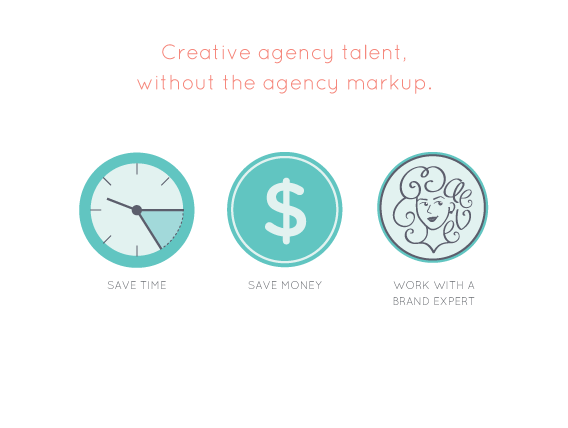 Creative agency talent,
without the agency markup.
$
SAVE TIME
SAVE MONEY
WORK WITH A
BRAND EXPERT